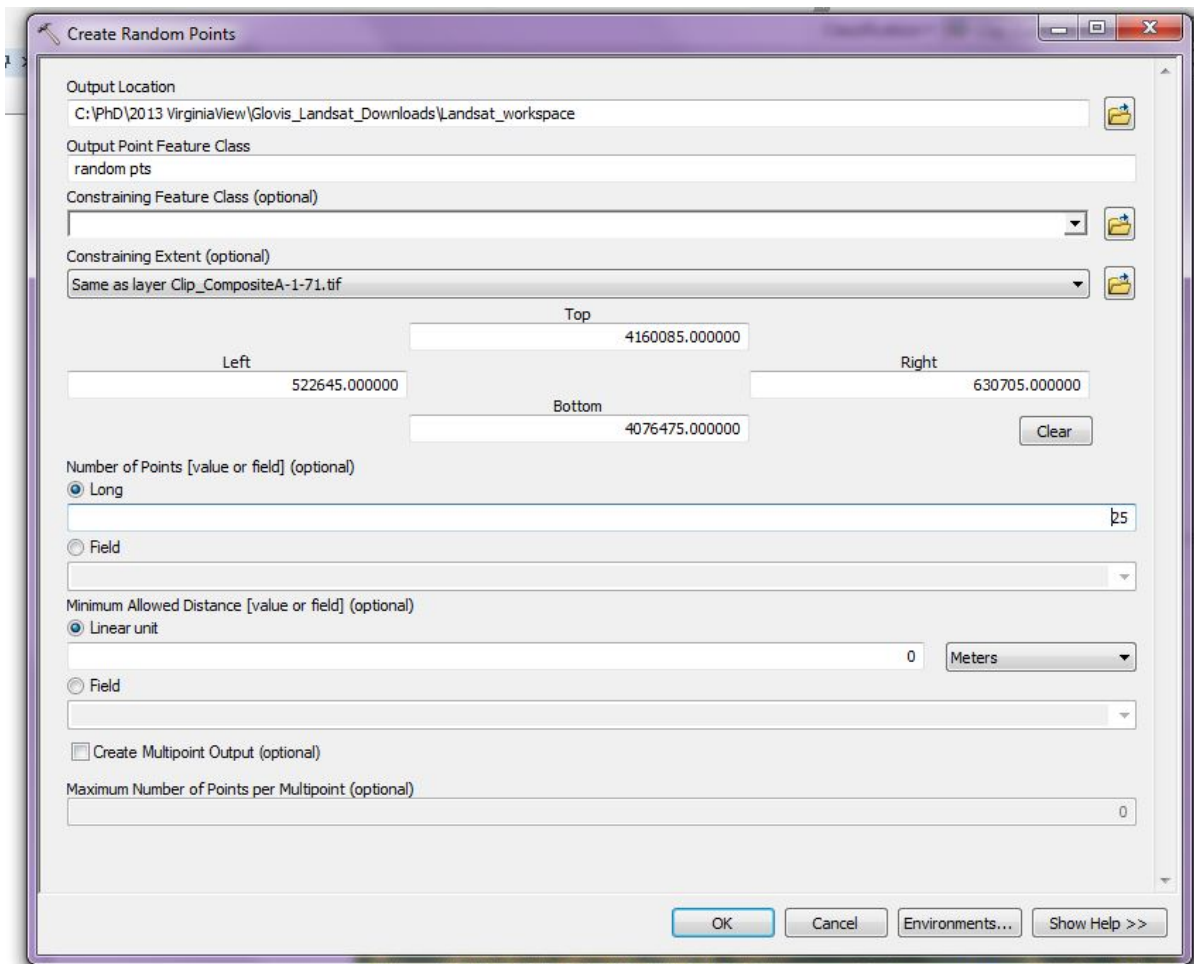 Create Random Points
Output Location
C:\PhD\2013 VirginiaView\Glovis_Landsat_Downloads\Landsat_workspace
Output Point Feature Class
random pts
Constraining Feature Class (optional)
Constraining Extent (optional)
Same as layer Clip_CompositeA-1-71.tif
Top
4160085.000000
Left
Right
522645.000000
630705.000000
Bottom
4076475.000000
Clear
Number of Points [value or field] (optional)
Long
25
Field
Minimum Allowed Distance [value or field] (optional)
Linear unit
0 Meters
Field
Create Multipoint Output (optional)
Maximum Number of Points per Multipoint (optional)
0
OK Cancel Environments... Show Help >>